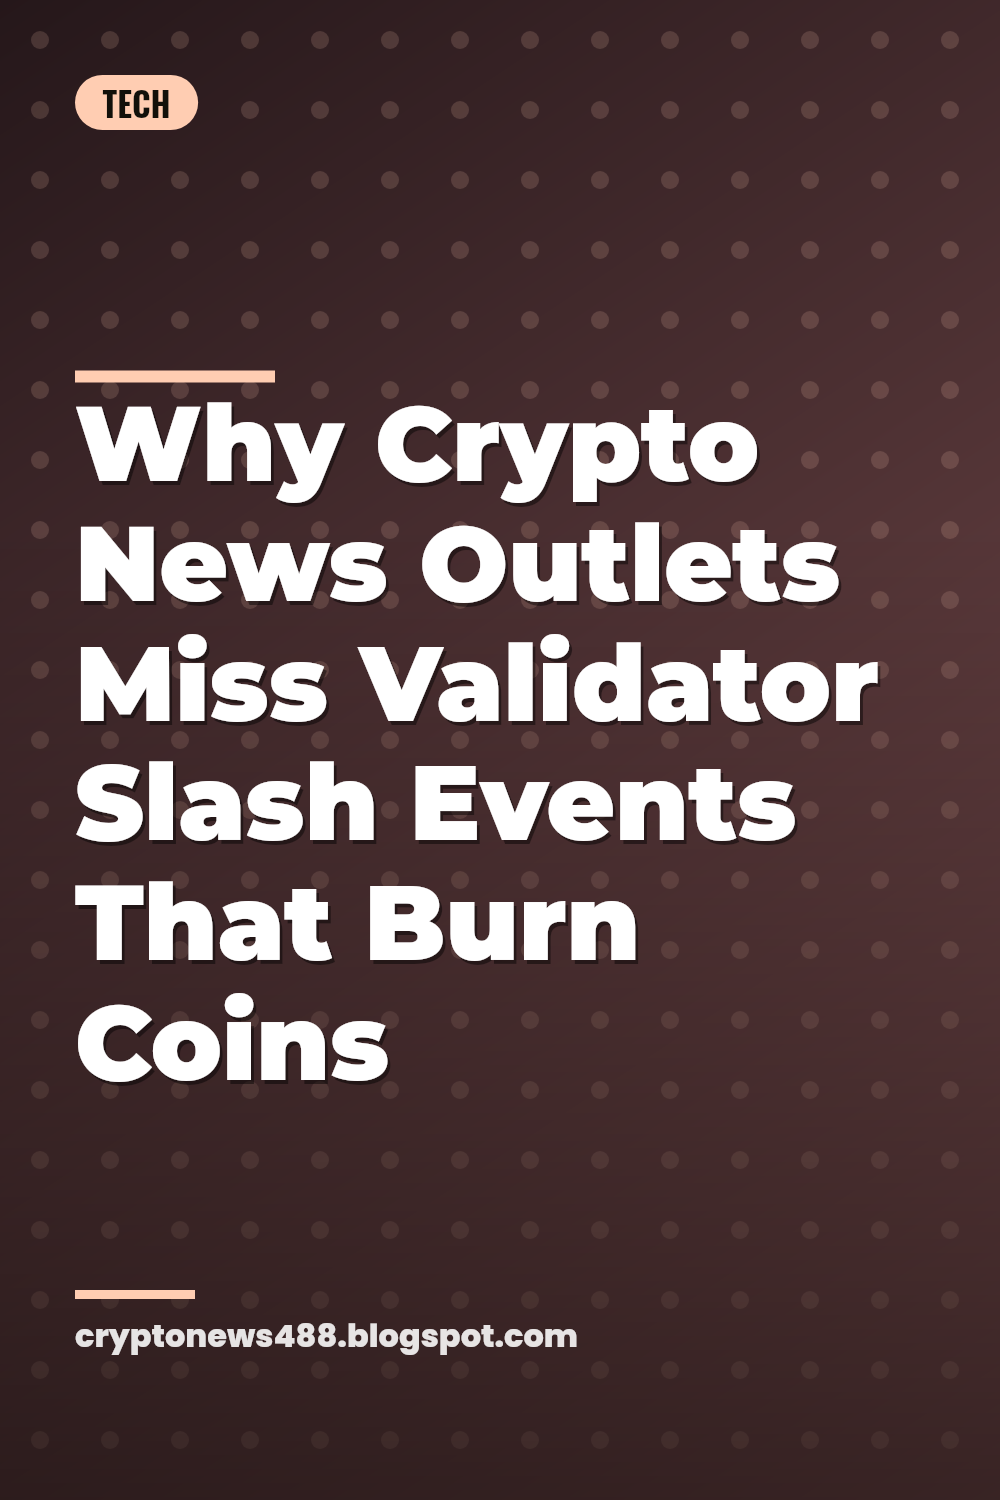 TECH
Why Crypto
News Outlets
Miss Validator
Slash Events
That Burn
Coins
cryptonews488.blogspot.com